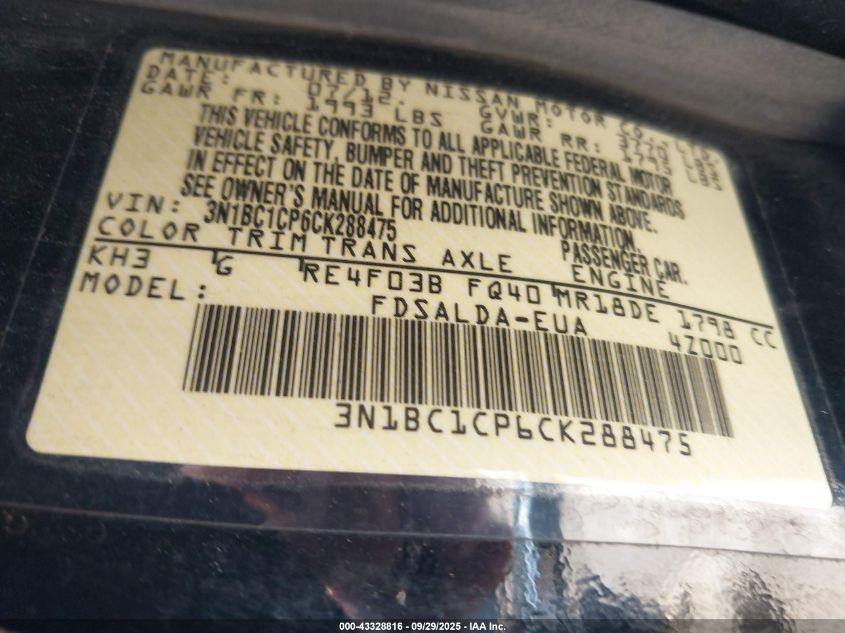 MANUFACTURED BY NISSAN MOTOR CO., LTD.
DATE: 07/12. GVWR: 3770 LBS
GAWR FR: 1993 LBS GAWR RR: 1793 LBS
THIS VEHICLE CONFORMS TO ALL APPLICABLE FEDERAL MOTOR
VEHICLE SAFETY, BUMPER AND THEFT PREVENTION STANDARDS
IN EFFECT ON THE DATE OF MANUFACTURE SHOWN ABOVE.
SEE OWNER'S MANUAL FOR ADDITIONAL INFORMATION.
VIN: 3N1BC1CP6CK288475 PASSENGER CAR.
COLOR TRIM TRANS AXLE ENGINE
KH3 G RE4F03B FQ40 MR18DE 1798 CC
MODEL: FDSALDA-EUA 4Z000
3N1BC1CP6CK288475
000-43328816 - 09/29/2025 - IAA Inc.